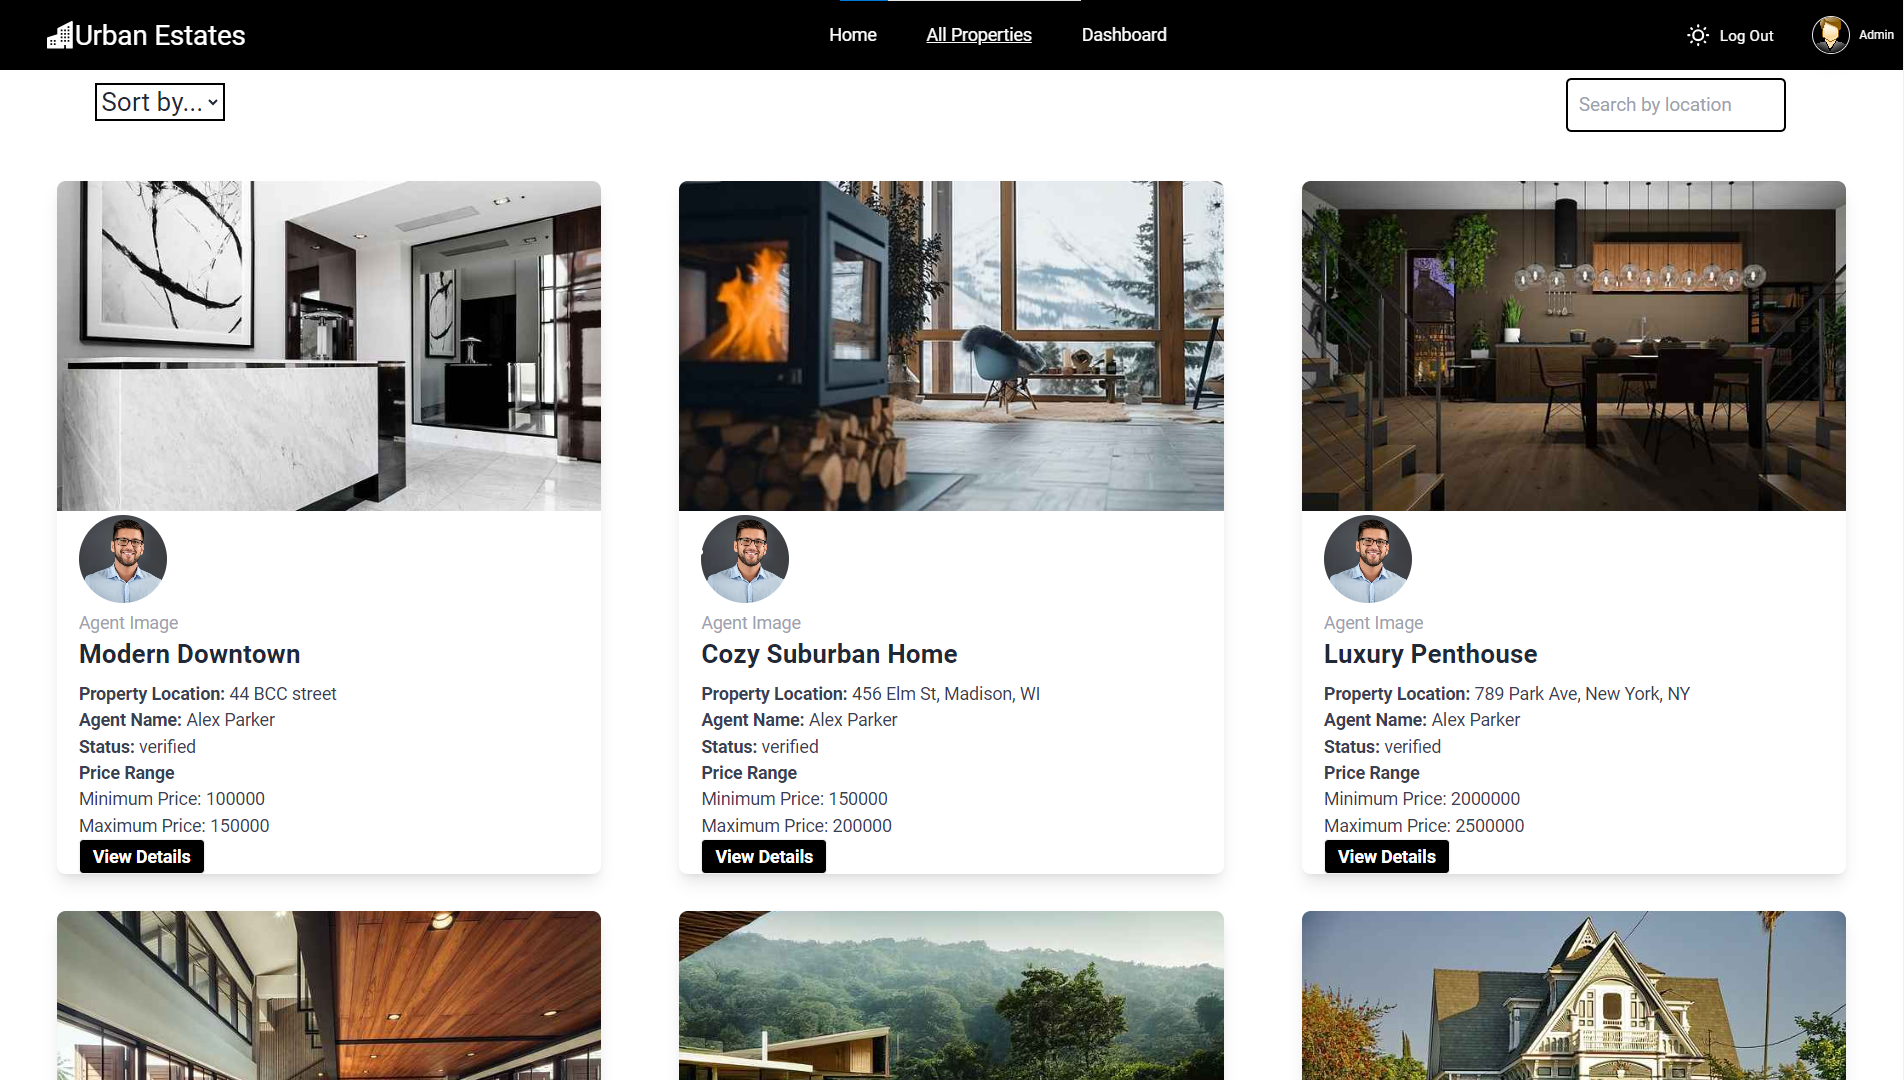 Urban Estates
Home
All Properties
Dashboard
Log Out
Admin
Sort by...
Search by location
Agent Image
Modern Downtown
Property Location: 44 BCC street
Agent Name: Alex Parker
Status: verified
Price Range
Minimum Price: 100000
Maximum Price: 150000
View Details
Agent Image
Cozy Suburban Home
Property Location: 456 Elm St, Madison, WI
Agent Name: Alex Parker
Status: verified
Price Range
Minimum Price: 150000
Maximum Price: 200000
View Details
Agent Image
Luxury Penthouse
Property Location: 789 Park Ave, New York, NY
Agent Name: Alex Parker
Status: verified
Price Range
Minimum Price: 2000000
Maximum Price: 2500000
View Details